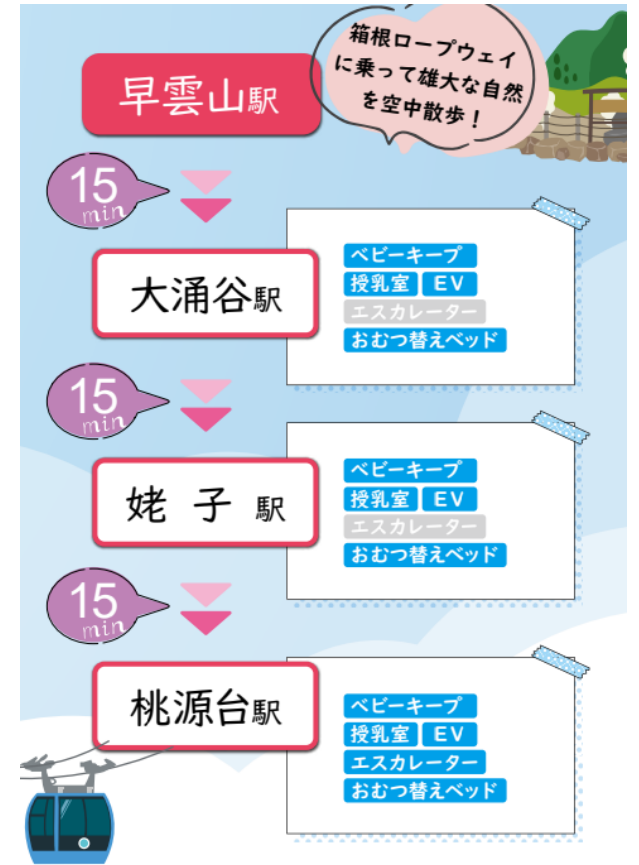 箱根ロープウェイ
に乗って雄大な自然
を空中散歩！
早雲山駅
15
min
大涌谷駅
ベビーキープ
授乳室 EV
エスカレーター
おむつ替えベッド
15
min
姥子駅
ベビーキープ
授乳室 EV
エスカレーター
おむつ替えベッド
15
min
桃源台駅
ベビーキープ
授乳室 EV
エスカレーター
おむつ替えベッド